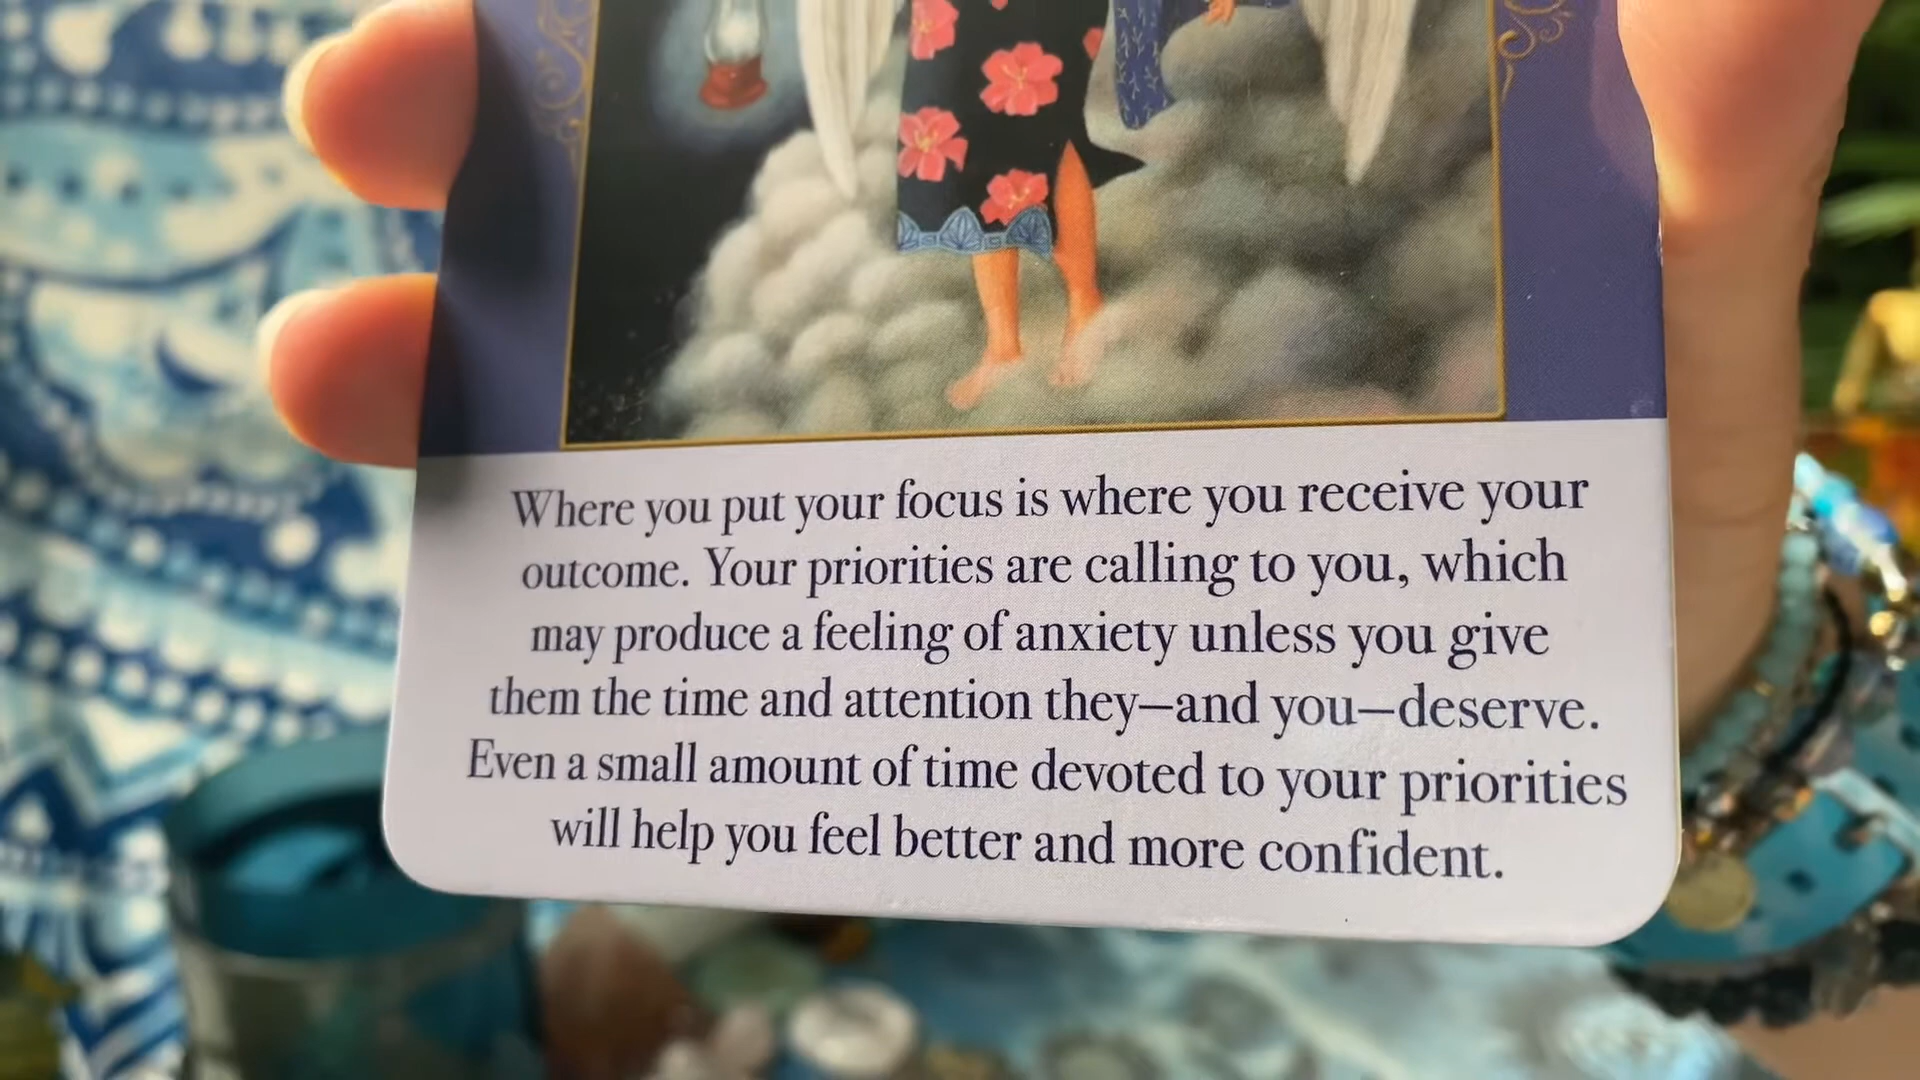 Where you put your focus is where you receive your
outcome. Your priorities are calling to you, which
may produce a feeling of anxiety unless you give
them the time and attention they—and you—deserve.
Even a small amount of time devoted to your priorities
will help you feel better and more confident.